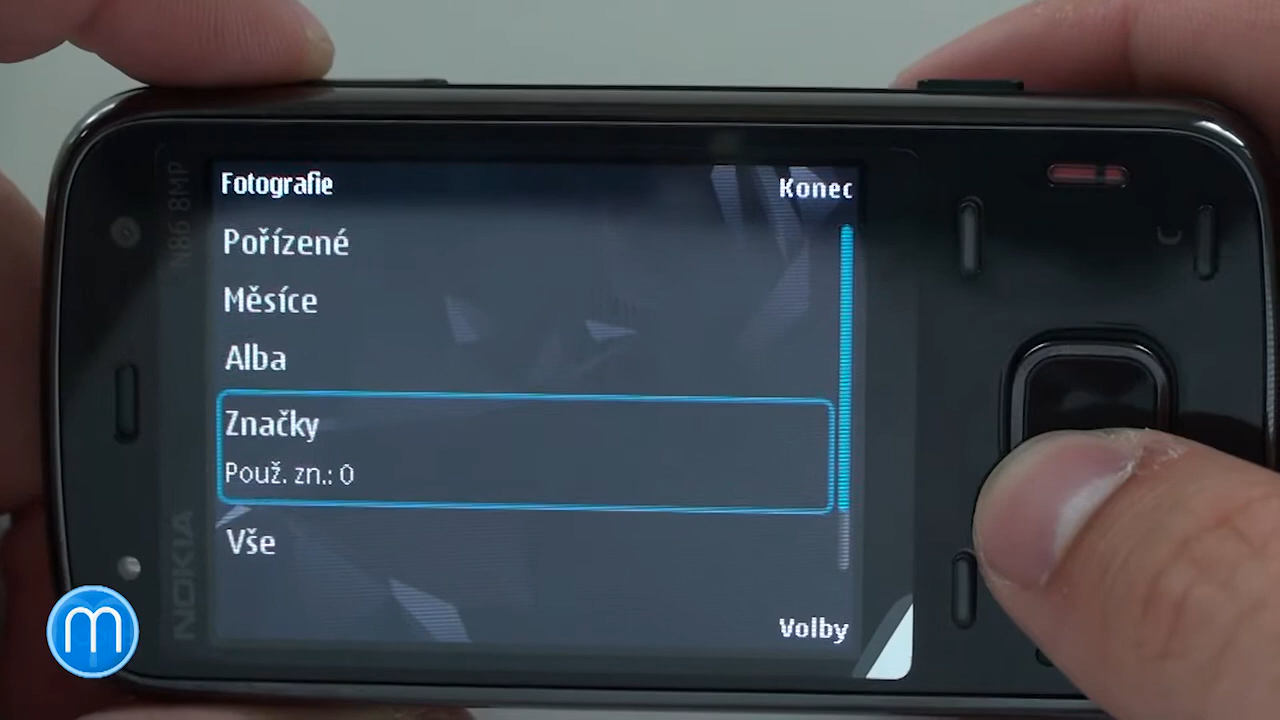 Fotografie
Konec
Pořízené
Měsíce
Alba
Značky
Použ. zn.: 0
Vše
Volby
N86 8MP
NOKIA
m